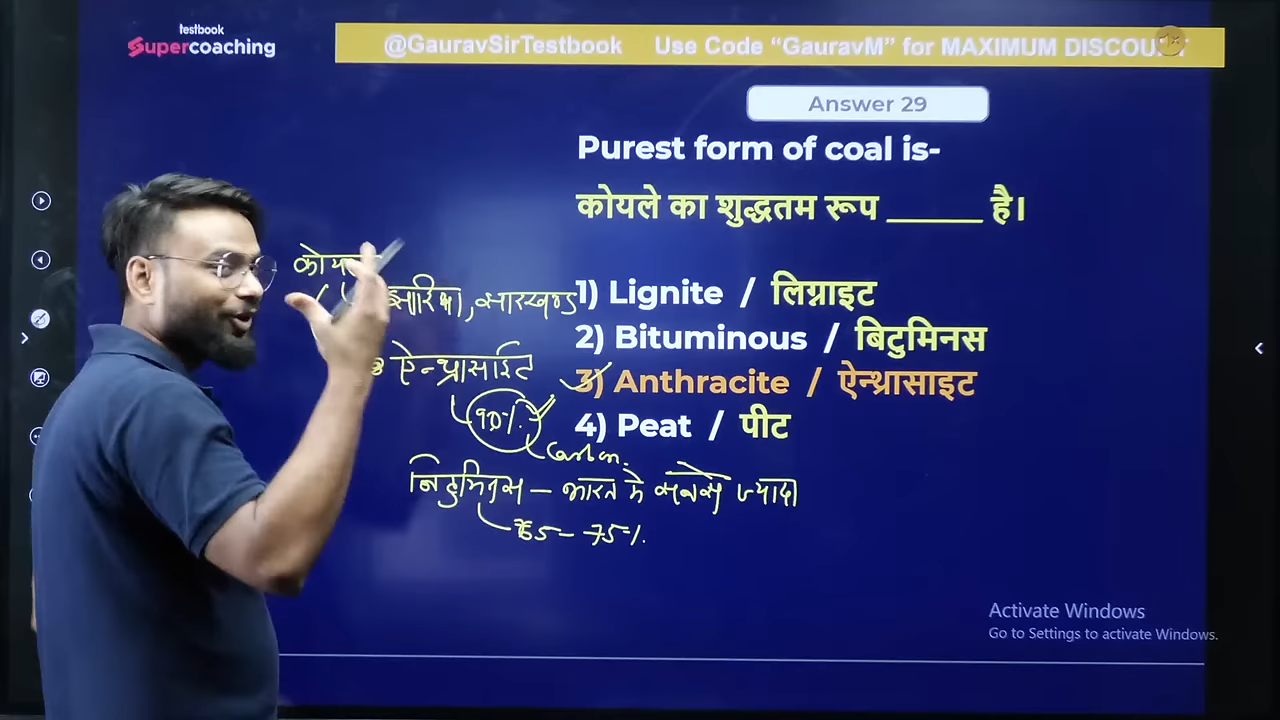 testbook
Supercoaching
@GauravSirTestbook Use Code “GauravM” for MAXIMUM DISCOUNT
Answer 29
Purest form of coal is-
कोयले का शुद्धतम रूप ______ है।
1) Lignite / लिग्नाइट
2) Bituminous / बिटुमिनस
3) Anthracite / ऐन्थ्रासाइट
4) Peat / पीट
झारिका, झारखण्ड
ऐन्थ्रासाईट
90%.
Carbon.
बिटुमिनस – भारत मे सबसे ज्यादा
65 – 75%.
Activate Windows
Go to Settings to activate Windows.